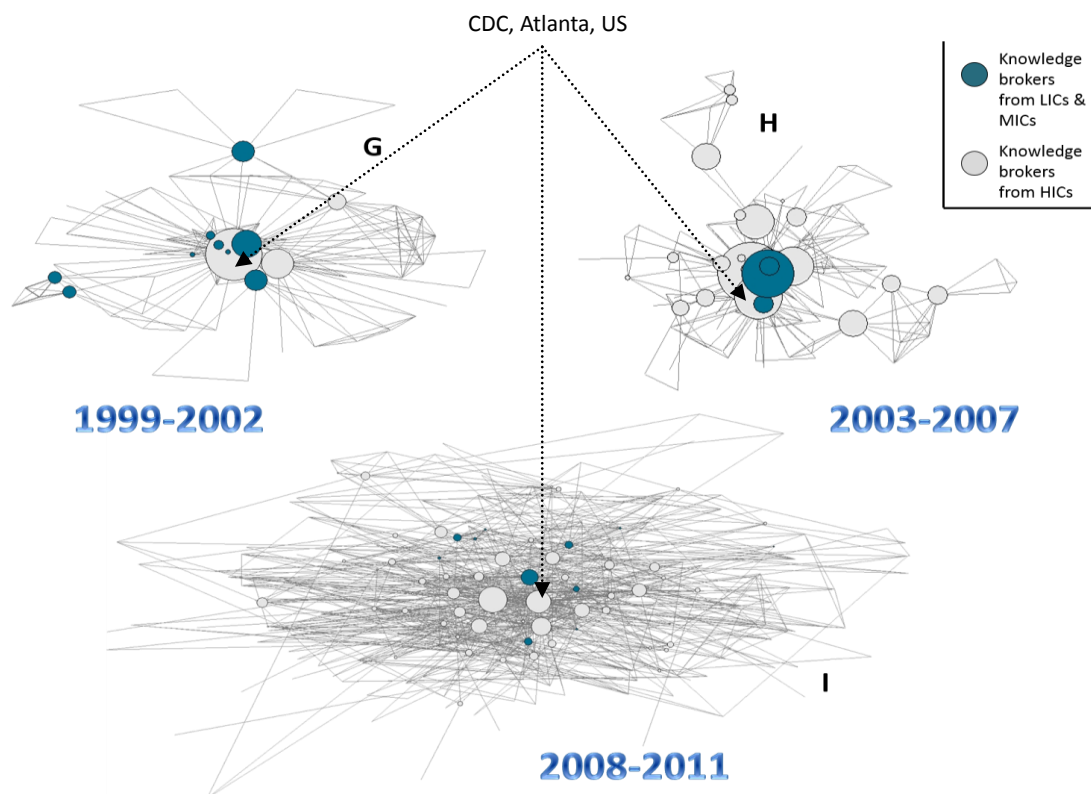 CDC, Atlanta, US
Knowledge
brokers
from LICs &
MICs
Knowledge
brokers
from HICs
G
H
1999-2002
2003-2007
I
2008-2011